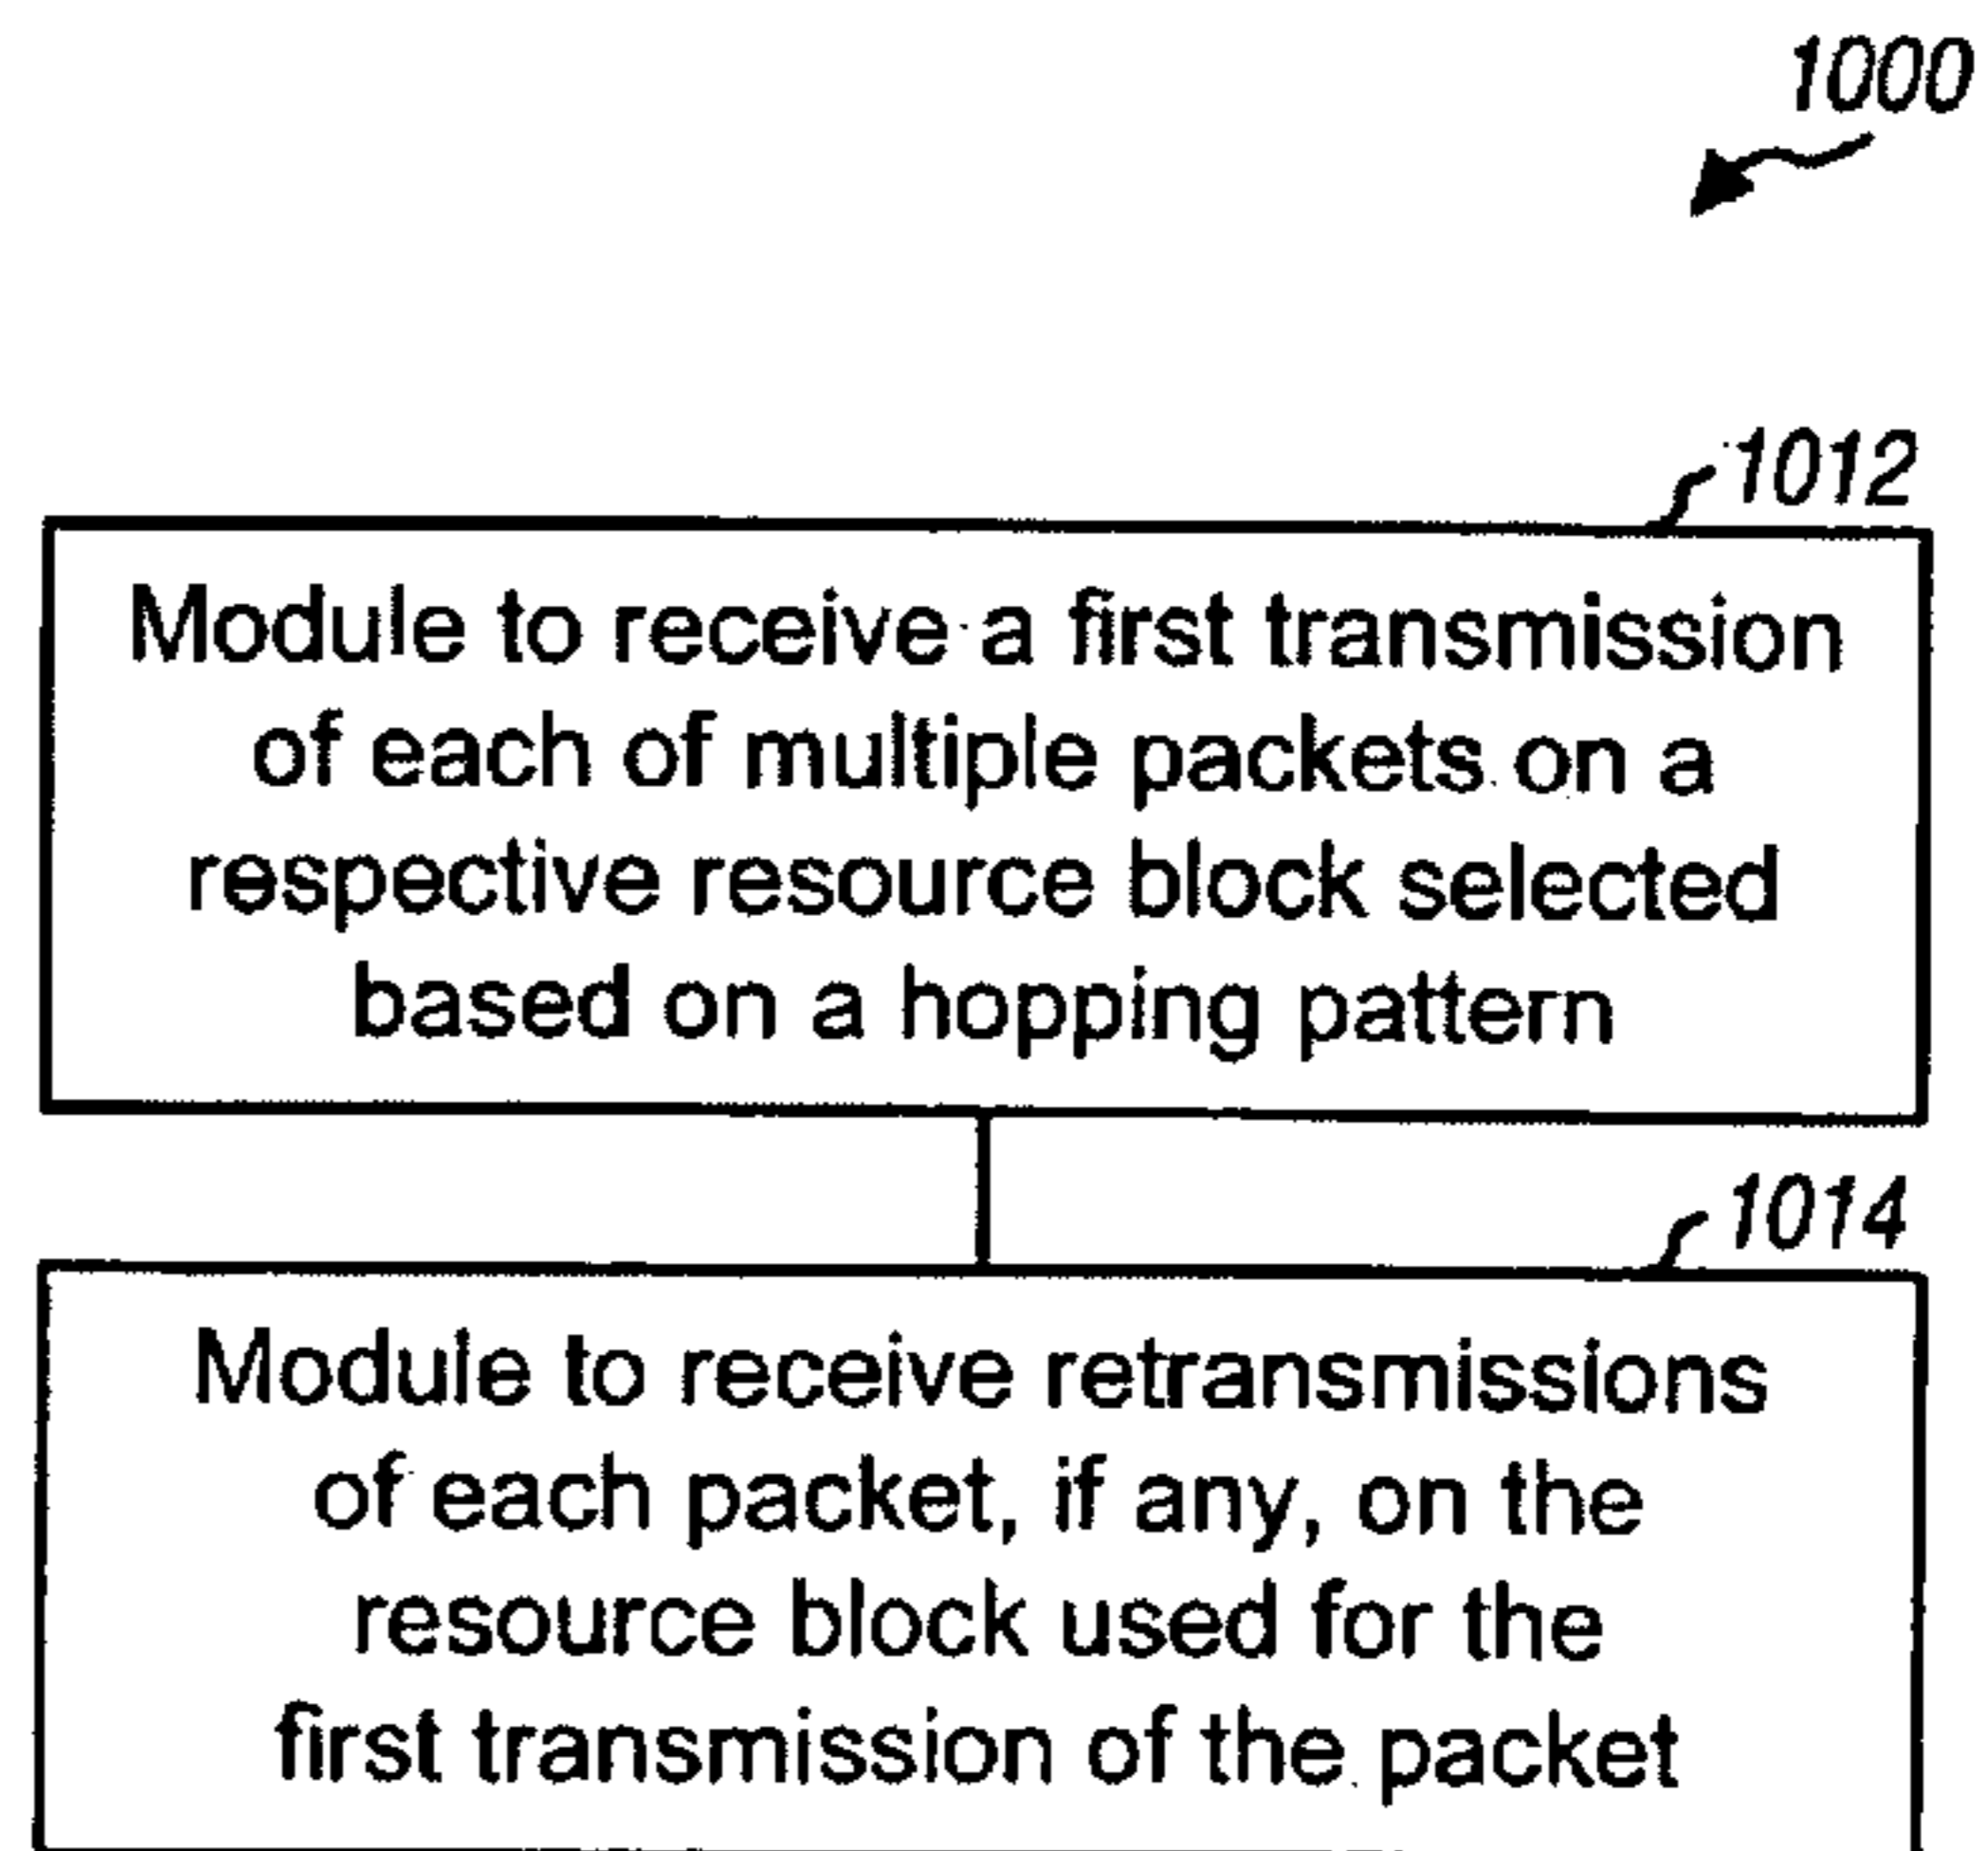 1000
1012
Module to receive a first transmission
of each of multiple packets on a
respective resource block selected
based on a hopping pattern
1014
Module to receive retransmissions
of each packet, if any, on the
resource block used for the
first transmission of the packet